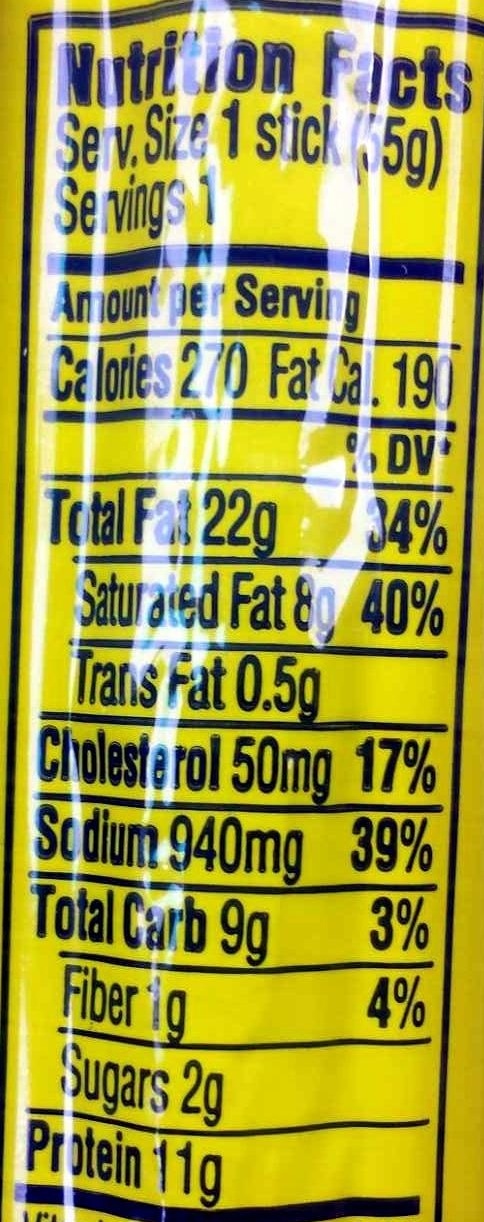 Nutrition Facts
Serv. Size 1 stick (55g)
Servings 1
Amount per Serving
Calories 270 Fat Cal. 190
% DV*
Total Fat 22g 34%
Saturated Fat 8g 40%
Trans Fat 0.5g
Cholesterol 50mg 17%
Sodium 940mg 39%
Total Carb 9g 3%
Fiber 1g 4%
Sugars 2g
Protein 11g